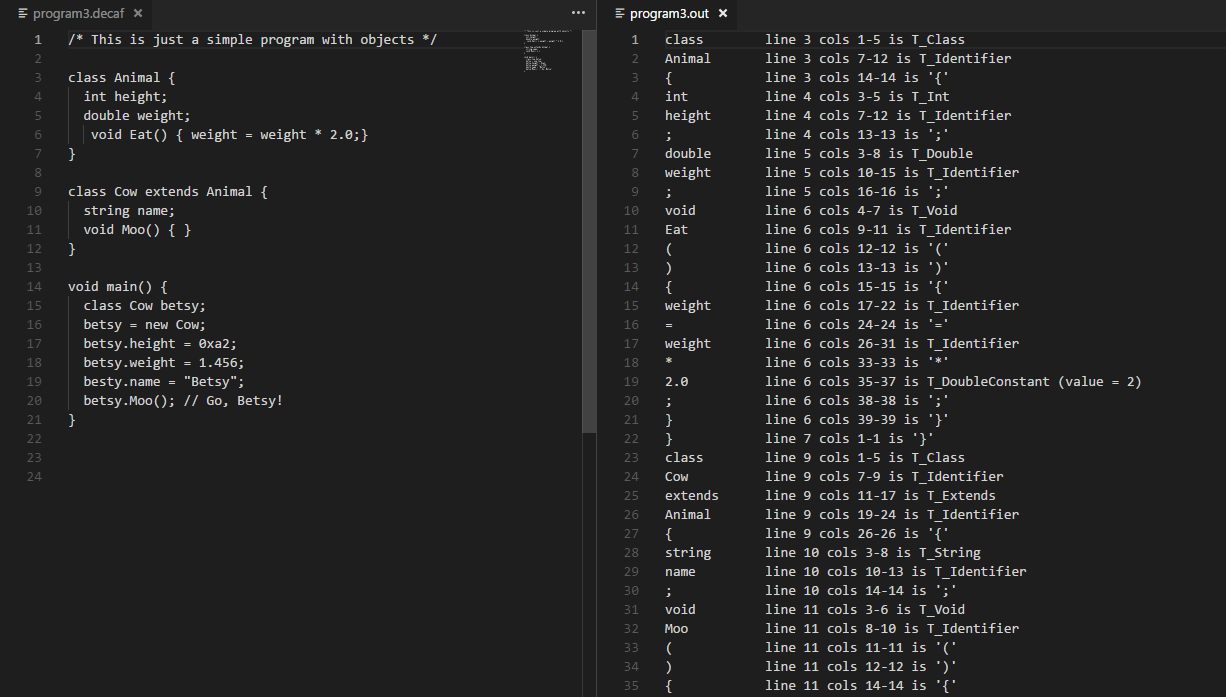 program3.decaf
1 /* This is just a simple program with objects */
2
3 class Animal {
4   int height;
5   double weight;
6    void Eat() { weight = weight * 2.0;}
7 }
8
9 class Cow extends Animal {
10   string name;
11   void Moo() { }
12 }
13
14 void main() {
15   class Cow betsy;
16   betsy = new Cow;
17   betsy.height = 0xa2;
18   betsy.weight = 1.456;
19   besty.name = "Betsy";
20   betsy.Moo(); // Go, Betsy!
21 }
22
23
24
program3.out
1 class        line 3 cols 1-5 is T_Class
2 Animal       line 3 cols 7-12 is T_Identifier
3 {            line 3 cols 14-14 is '{'
4 int          line 4 cols 3-5 is T_Int
5 height       line 4 cols 7-12 is T_Identifier
6 ;            line 4 cols 13-13 is ';'
7 double       line 5 cols 3-8 is T_Double
8 weight       line 5 cols 10-15 is T_Identifier
9 ;            line 5 cols 16-16 is ';'
10 void         line 6 cols 4-7 is T_Void
11 Eat          line 6 cols 9-11 is T_Identifier
12 (            line 6 cols 12-12 is '('
13 )            line 6 cols 13-13 is ')'
14 {            line 6 cols 15-15 is '{'
15 weight       line 6 cols 17-22 is T_Identifier
16 =            line 6 cols 24-24 is '='
17 weight       line 6 cols 26-31 is T_Identifier
18 *            line 6 cols 33-33 is '*'
19 2.0          line 6 cols 35-37 is T_DoubleConstant (value = 2)
20 ;            line 6 cols 38-38 is ';'
21 }            line 6 cols 39-39 is '}'
22 }            line 7 cols 1-1 is '}'
23 class        line 9 cols 1-5 is T_Class
24 Cow          line 9 cols 7-9 is T_Identifier
25 extends      line 9 cols 11-17 is T_Extends
26 Animal       line 9 cols 19-24 is T_Identifier
27 {            line 9 cols 26-26 is '{'
28 string       line 10 cols 3-8 is T_String
29 name         line 10 cols 10-13 is T_Identifier
30 ;            line 10 cols 14-14 is ';'
31 void         line 11 cols 3-6 is T_Void
32 Moo          line 11 cols 8-10 is T_Identifier
33 (            line 11 cols 11-11 is '('
34 )            line 11 cols 12-12 is ')'
35 {            line 11 cols 14-14 is '{'